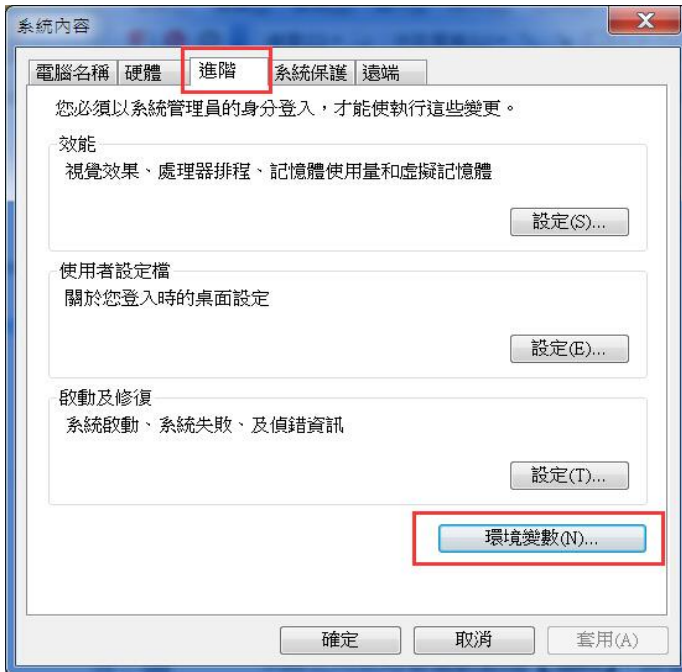 系統內容
電腦名稱 硬體 進階 系統保護 遠端
您必須以系統管理員的身分登入，才能使執行這些變更。
效能
視覺效果、處理器排程、記憶體使用量和虛擬記憶體
設定(S)...
使用者設定檔
關於您登入時的桌面設定
設定(E)...
啟動及修復
系統啟動、系統失敗、及偵錯資訊
設定(T)...
環境變數(N)...
確定 取消 套用(A)